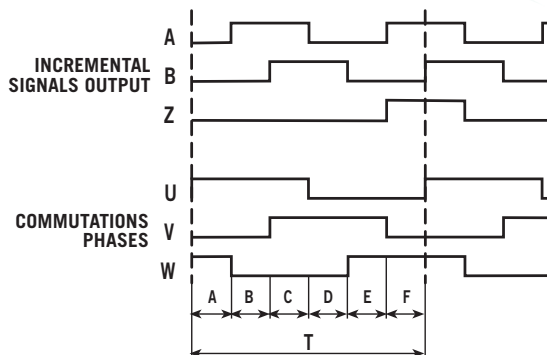 A
INCREMENTAL
SIGNALS OUTPUT
B
Z
U
COMMUTATIONS
PHASES
V
W
A B C D E F
T